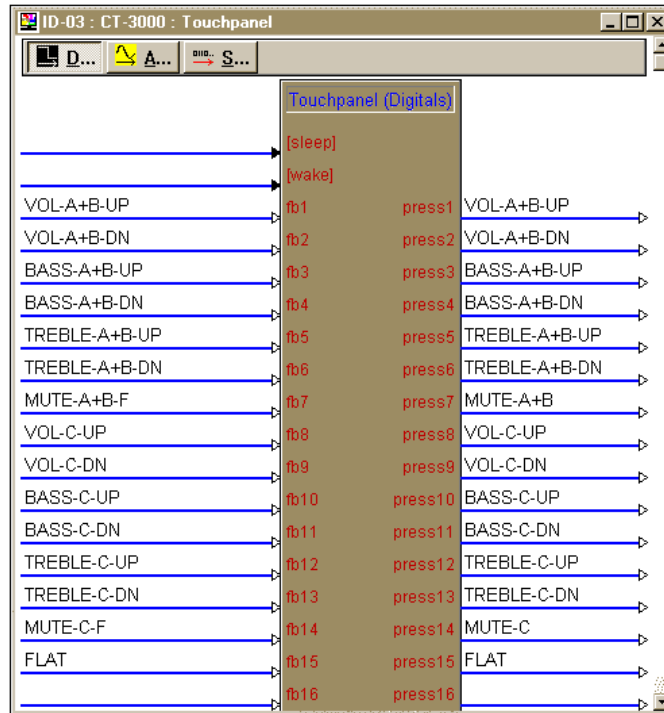 ID-03 : CT-3000 : Touchpanel
D... A... S...
Touchpanel (Digitals)
[sleep]
[wake]
VOL-A+B-UP fb1 press1 VOL-A+B-UP
VOL-A+B-DN fb2 press2 VOL-A+B-DN
BASS-A+B-UP fb3 press3 BASS-A+B-UP
BASS-A+B-DN fb4 press4 BASS-A+B-DN
TREBLE-A+B-UP fb5 press5 TREBLE-A+B-UP
TREBLE-A+B-DN fb6 press6 TREBLE-A+B-DN
MUTE-A+B-F fb7 press7 MUTE-A+B
VOL-C-UP fb8 press8 VOL-C-UP
VOL-C-DN fb9 press9 VOL-C-DN
BASS-C-UP fb10 press10 BASS-C-UP
BASS-C-DN fb11 press11 BASS-C-DN
TREBLE-C-UP fb12 press12 TREBLE-C-UP
TREBLE-C-DN fb13 press13 TREBLE-C-DN
MUTE-C-F fb14 press14 MUTE-C
FLAT fb15 press15 FLAT
fb16 press16